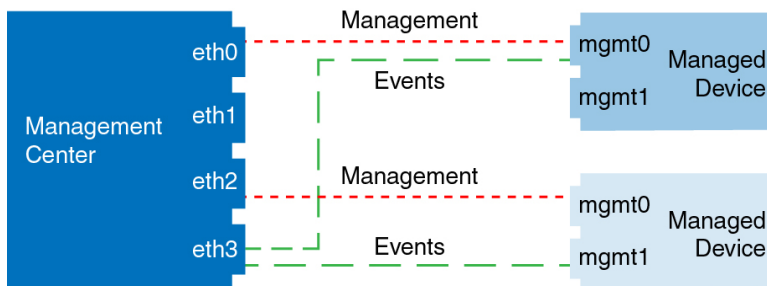 Management
eth0
mgmt0
Managed
Device
Events
mgmt1
eth1
Management
Center
eth2
Management
mgmt0
Managed
Device
eth3
Events
mgmt1